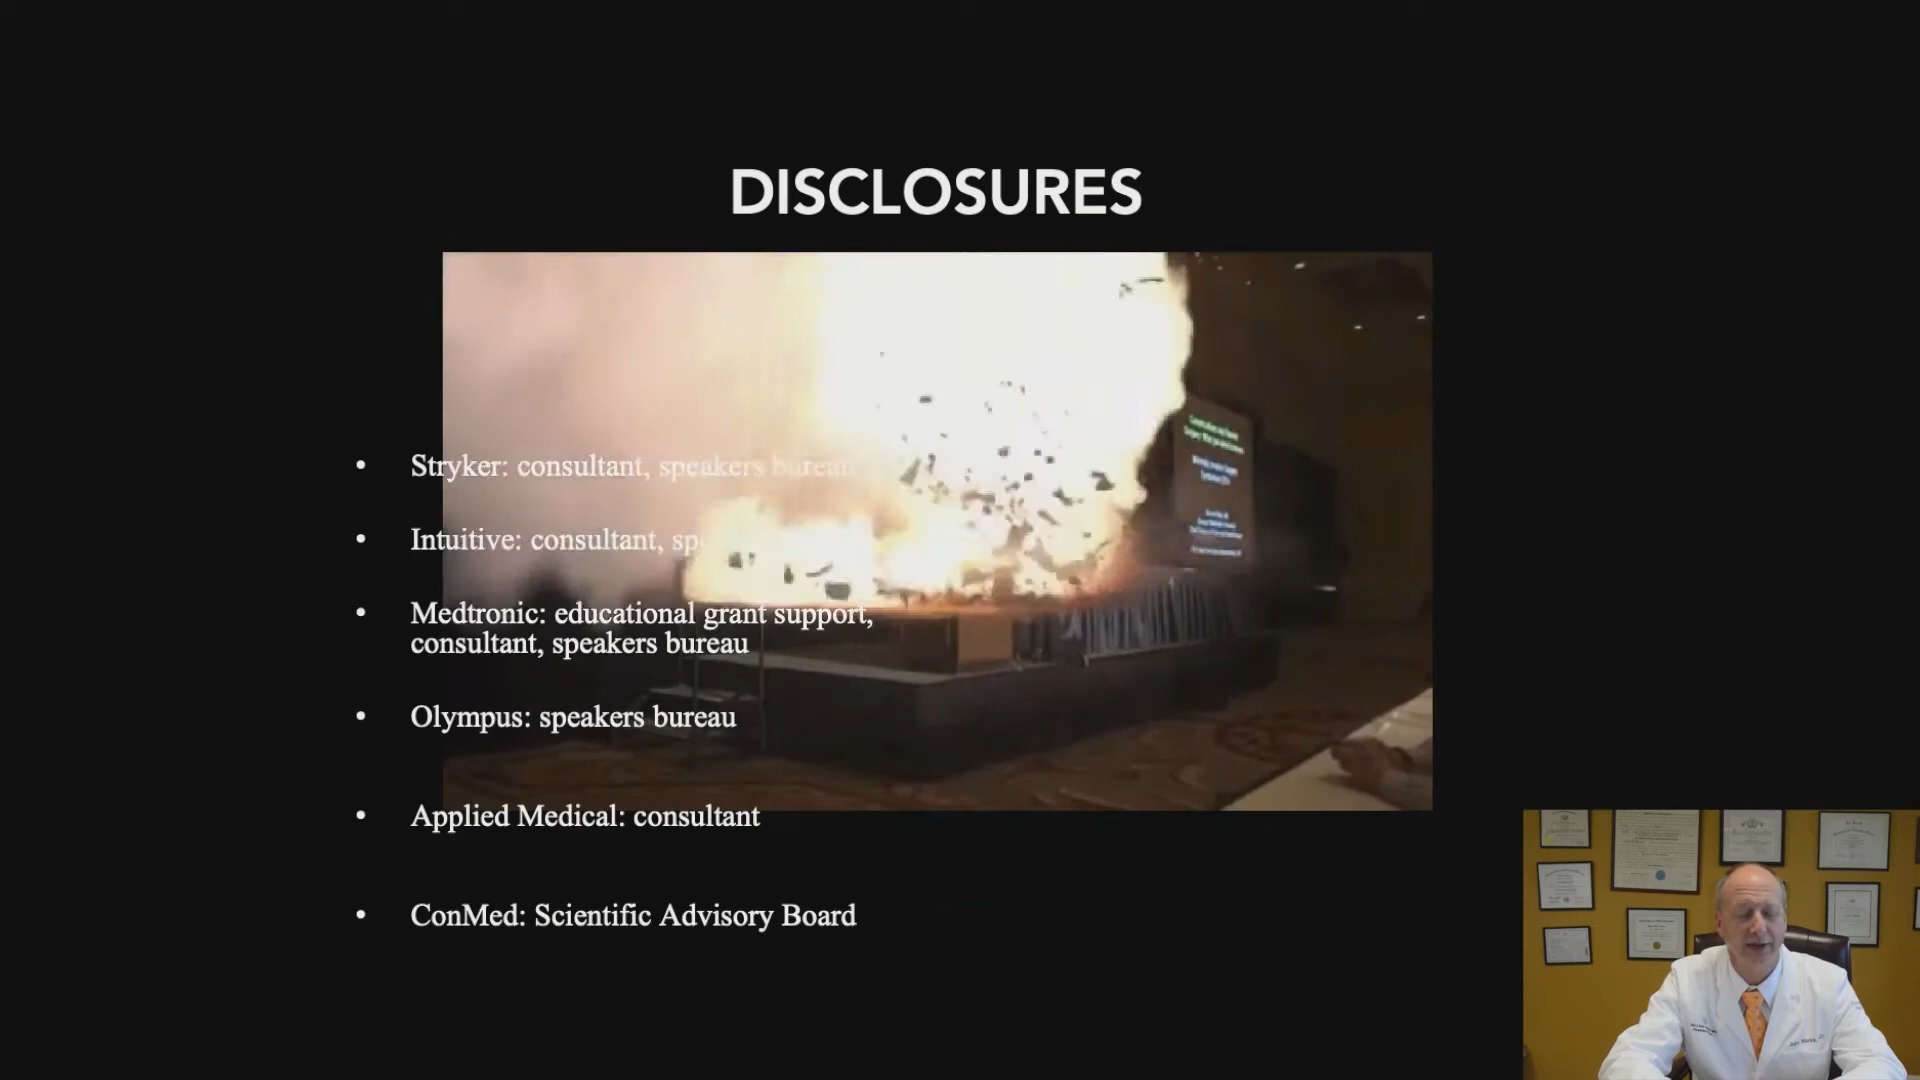 DISCLOSURES
• Stryker: consultant, speakers bureau
• Intuitive: consultant,
• Medtronic: educational grant support,
consultant, speakers bureau
• Olympus: speakers bureau
• Applied Medical: consultant
• ConMed: Scientific Advisory Board